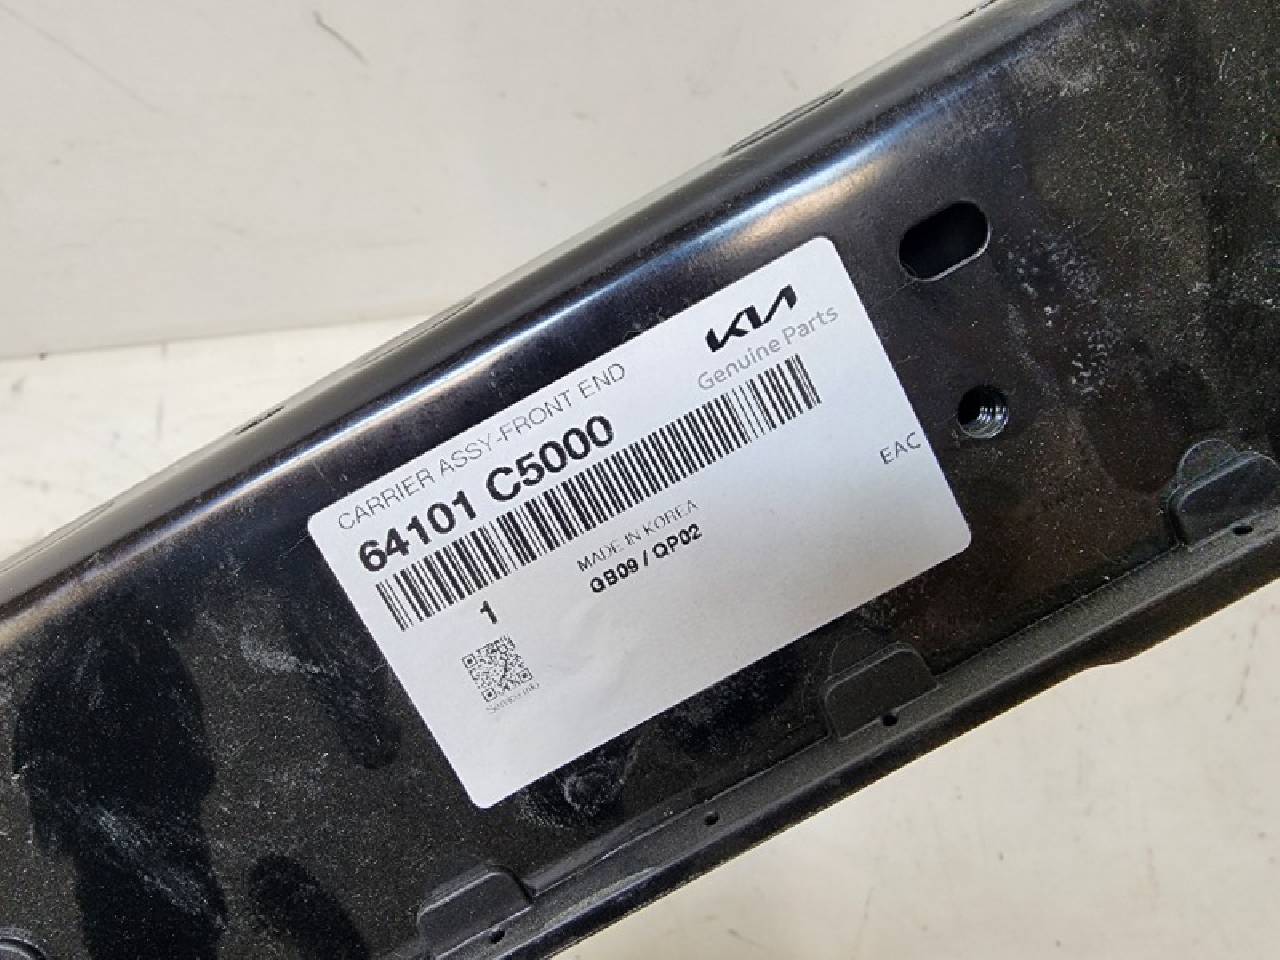 KIA
Genuine Parts
CARRIER ASSY-FRONT END
64101 C5000
MADE IN KOREA
EAC
1
QB09 / QP02